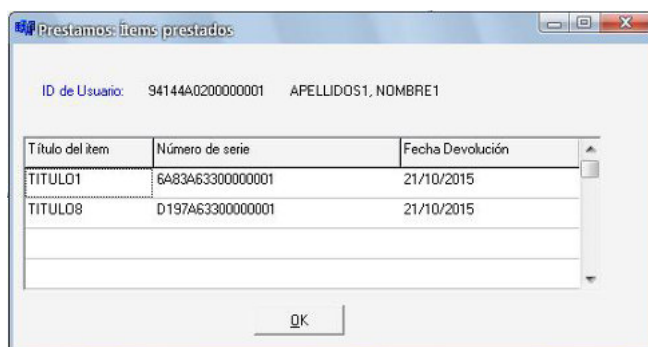 Prestamos: ítems prestados
ID de Usuario: 94144A0200000001 APELLIDOS1, NOMBRE1
Título del item Número de serie Fecha Devolución
TITULO1 6A83A63300000001 21/10/2015
TITULO8 D197A63300000001 21/10/2015
OK